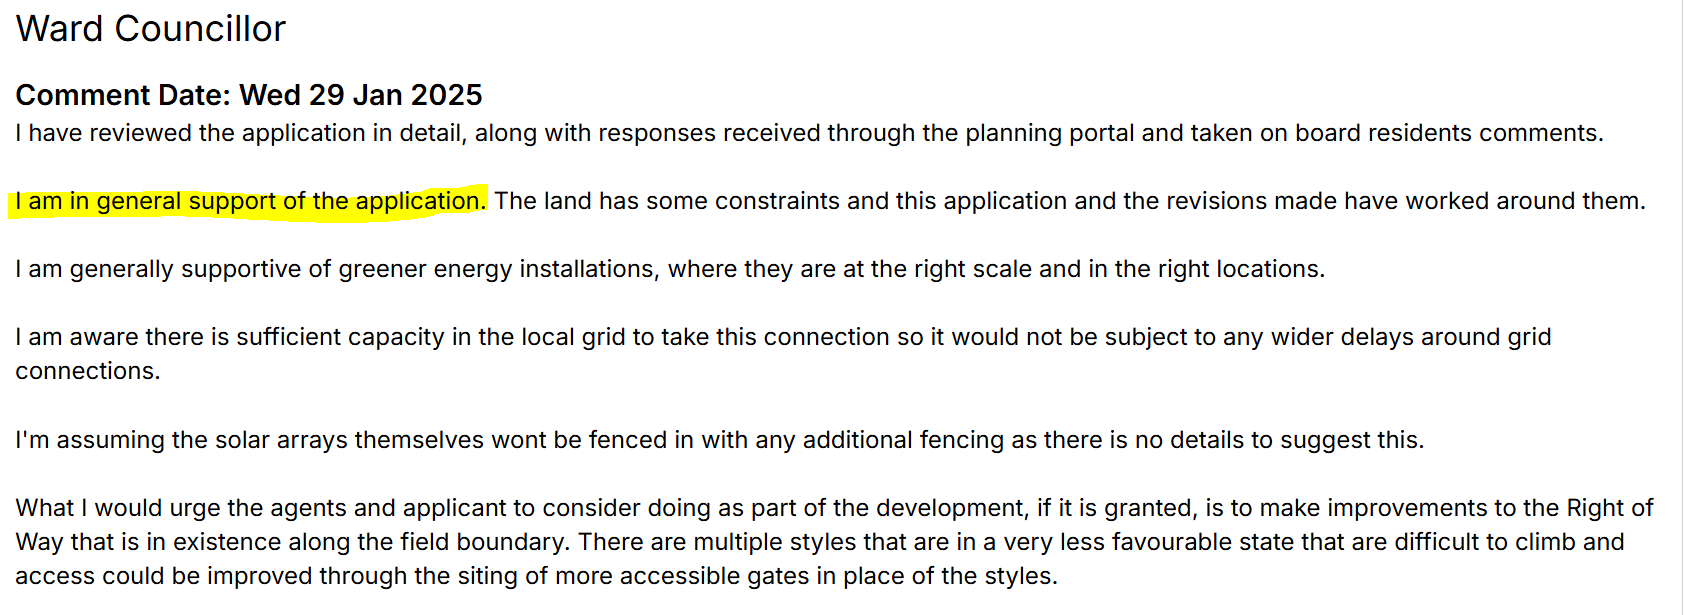 Ward Councillor
Comment Date: Wed 29 Jan 2025
I have reviewed the application in detail, along with responses received through the planning portal and taken on board residents comments.
I am in general support of the application. The land has some constraints and this application and the revisions made have worked around them.
I am generally supportive of greener energy installations, where they are at the right scale and in the right locations.
I am aware there is sufficient capacity in the local grid to take this connection so it would not be subject to any wider delays around grid
connections.
I'm assuming the solar arrays themselves wont be fenced in with any additional fencing as there is no details to suggest this.
What I would urge the agents and applicant to consider doing as part of the development, if it is granted, is to make improvements to the Right of
Way that is in existence along the field boundary. There are multiple styles that are in a very less favourable state that are difficult to climb and
access could be improved through the siting of more accessible gates in place of the styles.